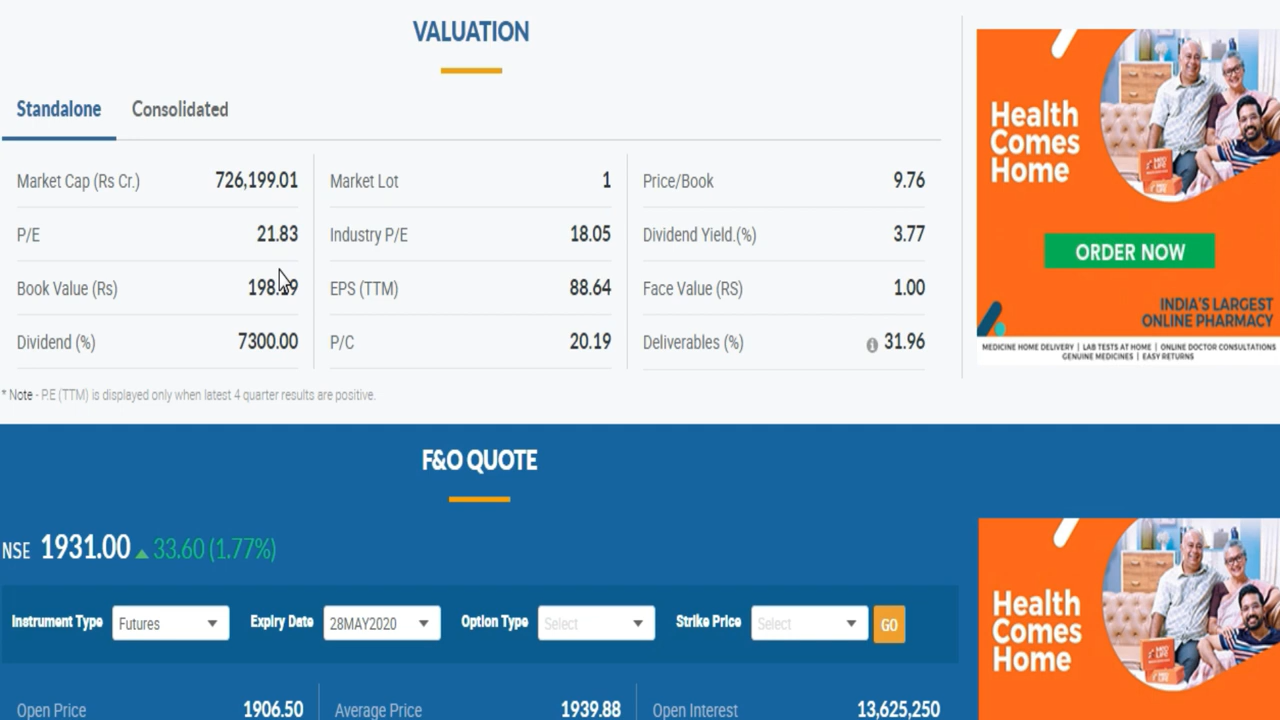 VALUATION
Standalone Consolidated
Market Cap (Rs Cr.) 726,199.01 Market Lot 1 Price/Book 9.76
P/E 21.83 Industry P/E 18.05 Dividend Yield.(%) 3.77
Book Value (Rs) EPS (TTM) 88.64 Face Value (RS) 1.00
Dividend (%) 7300.00 P/C 20.19 Deliverables (%) 31.96
* Note - P.E (TTM) is displayed only when latest 4 quarter results are positive.
Health
Comes
Home
ORDER NOW
INDIA'S LARGEST
ONLINE PHARMACY
MEDICINE HOME DELIVERY | LAB TESTS AT HOME | ONLINE DOCTOR CONSULTATIONS
GENUINE MEDICINES | EASY RETURNS
F&O QUOTE
NSE 1931.00 33.60 (1.77%)
Instrument Type Futures Expiry Date 28MAY2020 Option Type Select Strike Price Select GO
Open Price 1906.50 Average Price 1939.88 Open Interest 13,625,250
Health
Comes
Home